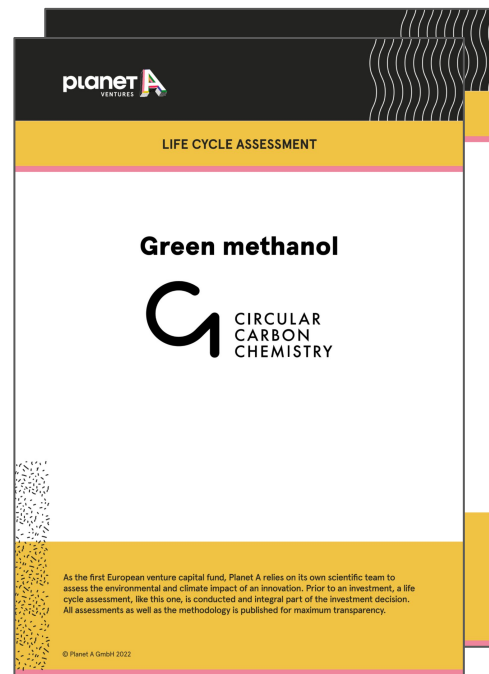 planet A
VENTURES
LIFE CYCLE ASSESSMENT
Green methanol
C1 CIRCULAR
CARBON
CHEMISTRY
As the first European venture capital fund, Planet A relies on its own scientific team to
assess the environmental and climate impact of an innovation. Prior to an investment, a life
cycle assessment, like this one, is conducted and integral part of the investment decision.
All assessments as well as the methodology is published for maximum transparency.
© Planet A GmbH 2022